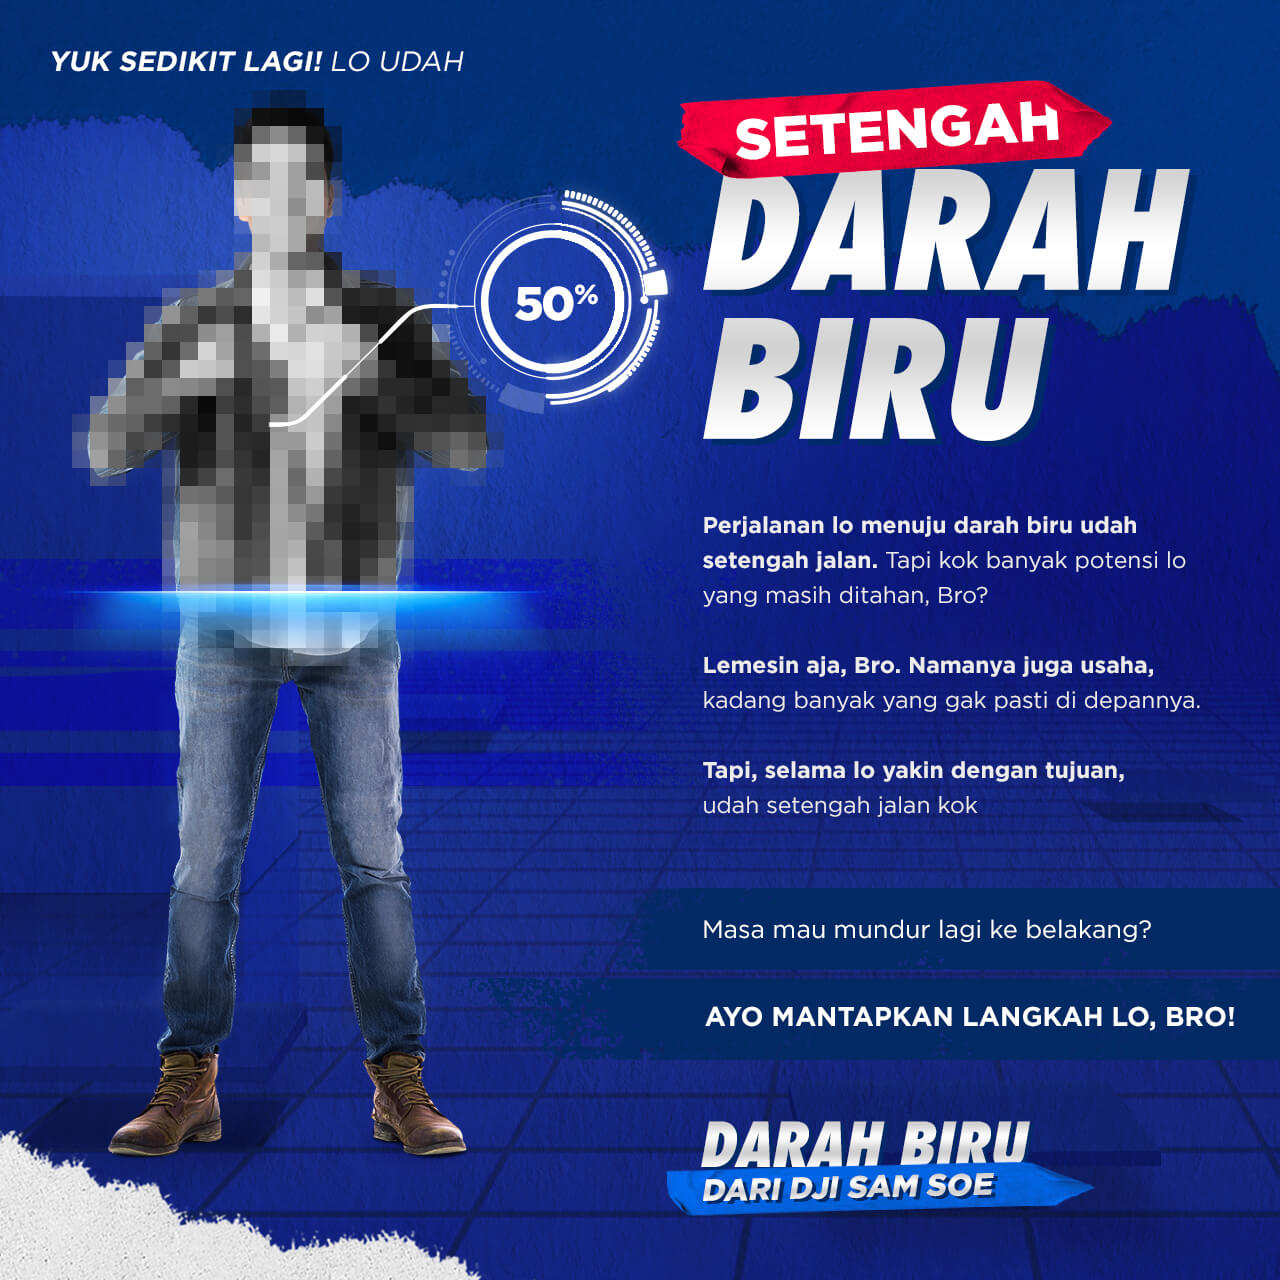 YUK SEDIKIT LAGI! LO UDAH
SETENGAH
DARAH
BIRU
50%
Perjalanan lo menuju darah biru udah
setengah jalan. Tapi kok banyak potensi lo
yang masih ditahan, Bro?
Lemesin aja, Bro. Namanya juga usaha,
kadang banyak yang gak pasti di depannya.
Tapi, selama lo yakin dengan tujuan,
udah setengah jalan kok
Masa mau mundur lagi ke belakang?
AYO MANTAPKAN LANGKAH LO, BRO!
DARAH BIRU
DARI DJI SAM SOE